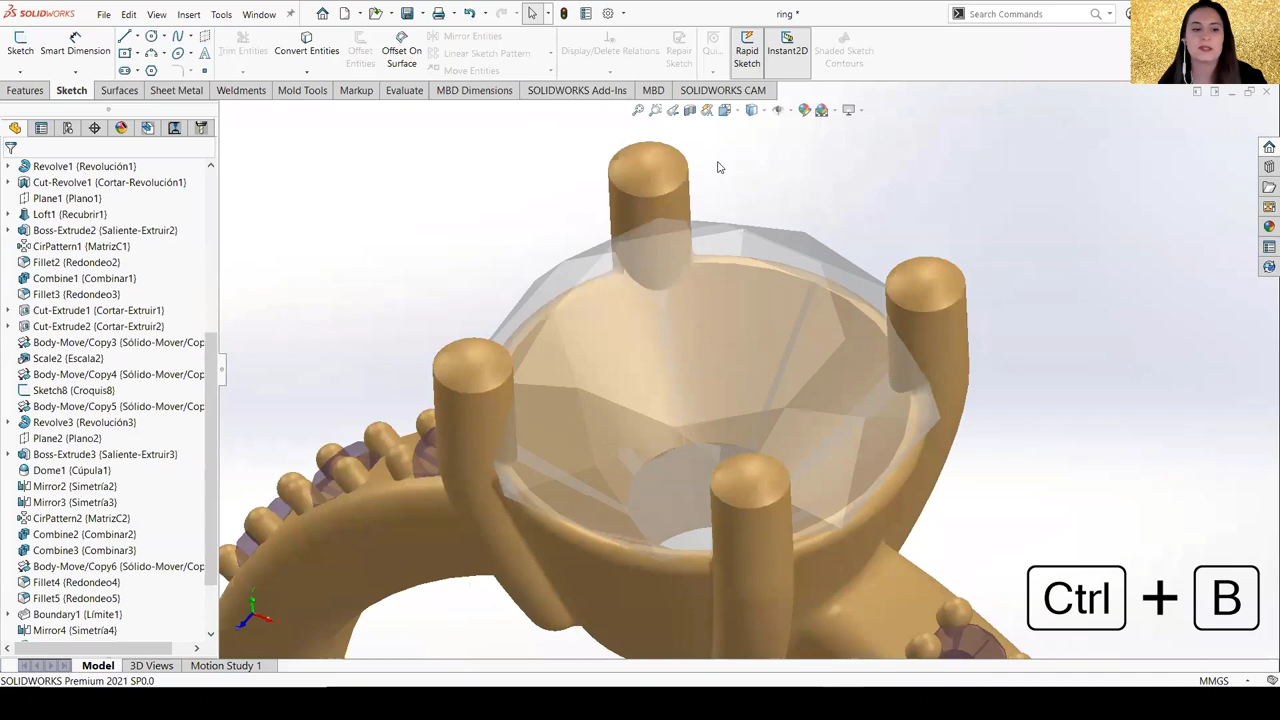 SOLIDWORKS File Edit View Insert Tools Window ring * Search Commands
Sketch Smart Dimension Trim Entities Convert Entities Offset Entities Offset On Surface Mirror Entities Linear Sketch Pattern Move Entities Display/Delete Relations Repair Sketch Qui... Rapid Sketch Instant2D Shaded Sketch Contours
Features Sketch Surfaces Sheet Metal Weldments Mold Tools Markup Evaluate MBD Dimensions SOLIDWORKS Add-Ins MBD SOLIDWORKS CAM
Revolve1 (Revolución1)
Cut-Revolve1 (Cortar-Revolución1)
Plane1 (Plano1)
Loft1 (Recubrir1)
Boss-Extrude2 (Saliente-Extruir2)
CirPattern1 (MatrizC1)
Fillet2 (Redondeo2)
Combine1 (Combinar1)
Fillet3 (Redondeo3)
Cut-Extrude1 (Cortar-Extruir1)
Cut-Extrude2 (Cortar-Extruir2)
Body-Move/Copy3 (Sólido-Mover/Cop
Scale2 (Escala2)
Body-Move/Copy4 (Sólido-Mover/Cop
Sketch8 (Croquis8)
Body-Move/Copy5 (Sólido-Mover/Cop
Revolve3 (Revolución3)
Plane2 (Plano2)
Boss-Extrude3 (Saliente-Extruir3)
Dome1 (Cúpula1)
Mirror2 (Simetría2)
Mirror3 (Simetría3)
CirPattern2 (MatrizC2)
Combine2 (Combinar2)
Combine3 (Combinar3)
Body-Move/Copy6 (Sólido-Mover/Cop
Fillet4 (Redondeo4)
Fillet5 (Redondeo5)
Boundary1 (Límite1)
Mirror4 (Simetría4)
Ctrl + B
Model 3D Views Motion Study 1
SOLIDWORKS Premium 2021 SP0.0 MMGS